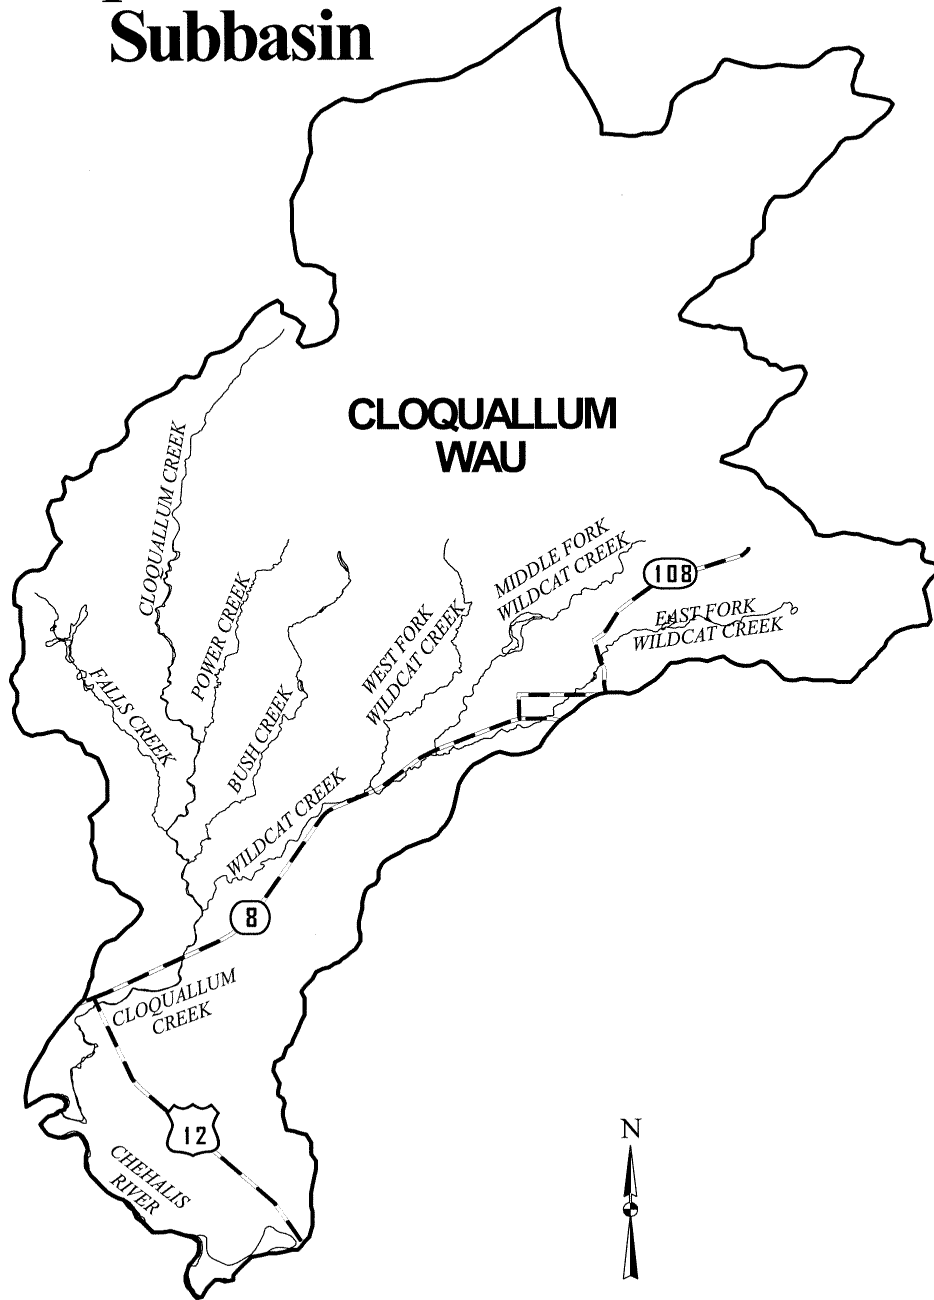 Subbasin
CLOQUALLUM
WAU
CLOQUALLUM CREEK
POWER CREEK
FALLS CREEK
BUSH CREEK
WEST FORK
WILDCAT CREEK
MIDDLE FORK
WILDCAT CREEK
108
EAST FORK
WILDCAT CREEK
WILDCAT CREEK
8
CLOQUALLUM
CREEK
12
CHEHALIS
RIVER
N